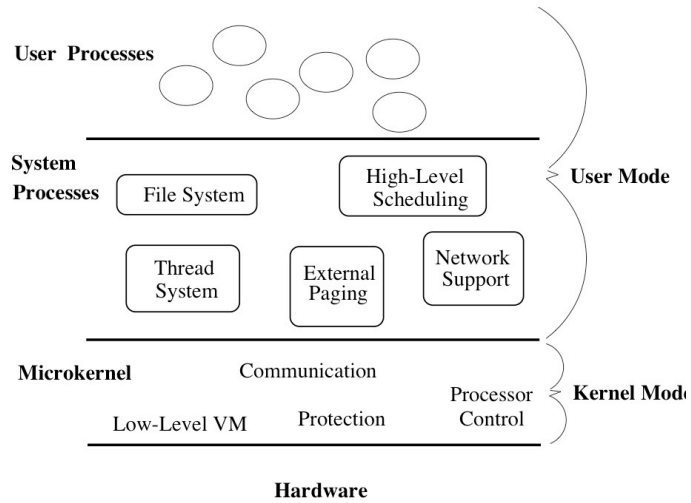 User Processes
System
Processes
File System
High-Level
Scheduling
User Mode
Thread
System
External
Paging
Network
Support
Microkernel
Communication
Low-Level VM
Protection
Processor
Control
Kernel Mode
Hardware